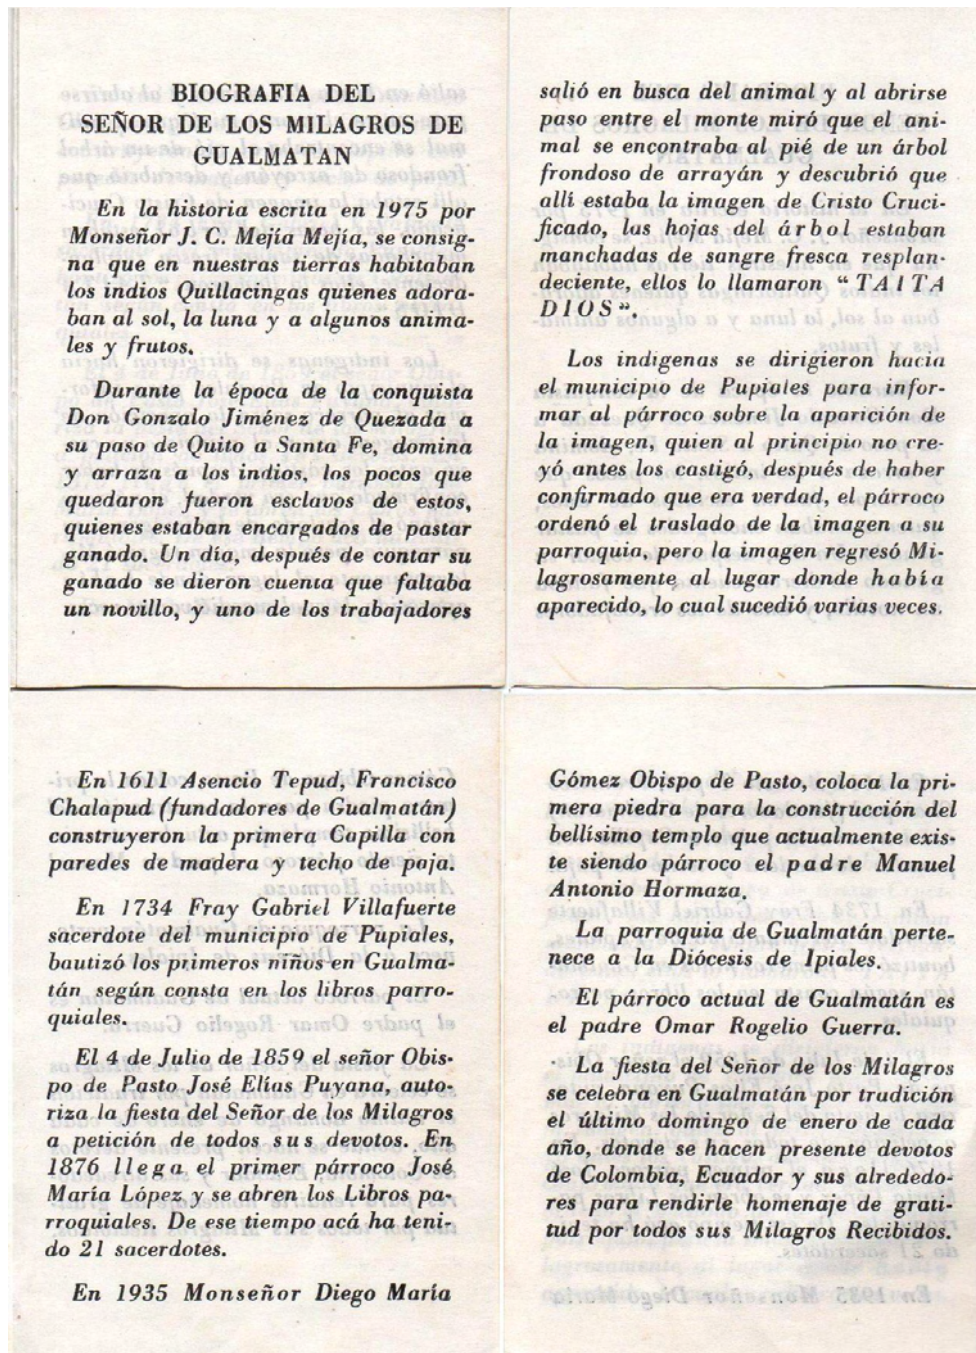 BIOGRAFIA DEL
SEÑOR DE LOS MILAGROS DE
GUALMATAN
En la historia escrita en 1975 por
Monseñor J. C. Mejía Mejía, se consig-
na que en nuestras tierras habitaban
los indios Quillacingas quienes adora-
ban al sol, la luna y a algunos anima-
les y frutos.
Durante la época de la conquista
Don Gonzalo Jiménez de Quezada a
su paso de Quito a Santa Fe, domina
y arraza a los indios, los pocos que
quedaron fueron esclavos de estos,
quienes estaban encargados de pastar
ganado. Un día, después de contar su
ganado se dieron cuenta que faltaba
un novillo, y uno de los trabajadores
salió en busca del animal y al abrirse
paso entre el monte miró que el ani-
mal se encontraba al pié de un árbol
frondoso de arrayán y descubrió que
allí estaba la imagen de Cristo Cruci-
ficado, las hojas del árbol estaban
manchadas de sangre fresca resplan-
deciente, ellos lo llamaron "TAITA
DIOS".
Los indígenas se dirigieron hacia
el municipio de Pupiales para infor-
mar al párroco sobre la aparición de
la imagen, quien al principio no cre-
yó antes los castigó, después de haber
confirmado que era verdad, el párroco
ordenó el traslado de la imagen a su
parroquia, pero la imagen regresó Mi-
lagrosamente al lugar donde había
aparecido, lo cual sucedió varias veces.
En 1611 Asencio Tepud, Francisco
Chalapud (fundadores de Gualmatán)
construyeron la primera Capilla con
paredes de madera y techo de paja.
En 1734 Fray Gabriel Villafuerte
sacerdote del municipio de Pupiales,
bautizó los primeros niños en Gualma-
tán según consta en los libros parro-
quiales.
El 4 de Julio de 1859 el señor Obis-
po de Pasto José Elías Puyana, auto-
riza la fiesta del Señor de los Milagros
a petición de todos sus devotos. En
1876 llega el primer párroco José
María López y se abren los Libros pa-
rroquiales. De ese tiempo acá ha teni-
do 21 sacerdotes.
En 1935 Monseñor Diego María
Gómez Obispo de Pasto, coloca la pri-
mera piedra para la construcción del
bellísimo templo que actualmente exis-
te siendo párroco el padre Manuel
Antonio Hormaza.
La parroquia de Gualmatán perte-
nece a la Diócesis de Ipiales.
El párroco actual de Gualmatán es
el padre Omar Rogelio Guerra.
La fiesta del Señor de los Milagros
se celebra en Gualmatán por tradición
el último domingo de enero de cada
año, donde se hacen presente devotos
de Colombia, Ecuador y sus alrededo-
res para rendirle homenaje de grati-
tud por todos sus Milagros Recibidos.